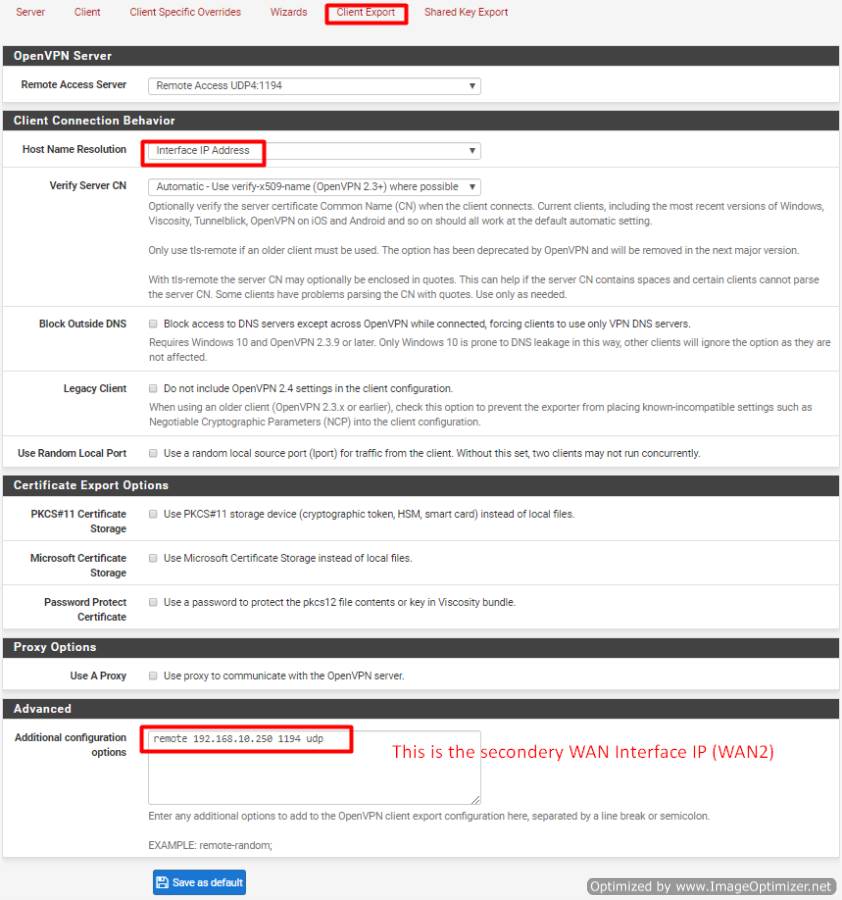 Server Client Client Specific Overrides Wizards Client Export Shared Key Export
OpenVPN Server
Remote Access Server Remote Access UDP4:1194
Client Connection Behavior
Host Name Resolution Interface IP Address
Verify Server CN Automatic - Use verify-x509-name (OpenVPN 2.3+) where possible
Optionally verify the server certificate Common Name (CN) when the client connects. Current clients, including the most recent versions of Windows,
Viscosity, Tunnelblick, OpenVPN on iOS and Android and so on should all work at the default automatic setting.
Only use tls-remote if an older client must be used. The option has been deprecated by OpenVPN and will be removed in the next major version.
With tls-remote the server CN may optionally be enclosed in quotes. This can help if the server CN contains spaces and certain clients cannot parse
the server CN. Some clients have problems parsing the CN with quotes. Use only as needed.
Block Outside DNS Block access to DNS servers except across OpenVPN while connected, forcing clients to use only VPN DNS servers.
Requires Windows 10 and OpenVPN 2.3.9 or later. Only Windows 10 is prone to DNS leakage in this way, other clients will ignore the option as they are
not affected.
Legacy Client Do not include OpenVPN 2.4 settings in the client configuration.
When using an older client (OpenVPN 2.3.x or earlier), check this option to prevent the exporter from placing known-incompatible settings such as
Negotiable Cryptographic Parameters (NCP) into the client configuration.
Use Random Local Port Use a random local source port (lport) for traffic from the client. Without this set, two clients may not run concurrently.
Certificate Export Options
PKCS#11 Certificate Use PKCS#11 storage device (cryptographic token, HSM, smart card) instead of local files.
Storage
Microsoft Certificate Use Microsoft Certificate Storage instead of local files.
Storage
Password Protect Use a password to protect the pkcs12 file contents or key in Viscosity bundle.
Certificate
Proxy Options
Use A Proxy Use proxy to communicate with the OpenVPN server.
Advanced
Additional configuration remote 192.168.10.250 1194 udp
options This is the secondery WAN Interface IP (WAN2)
Enter any additional options to add to the OpenVPN client export configuration here, separated by a line break or semicolon.
EXAMPLE: remote-random;
Save as default
Optimized by www.ImageOptimizer.net